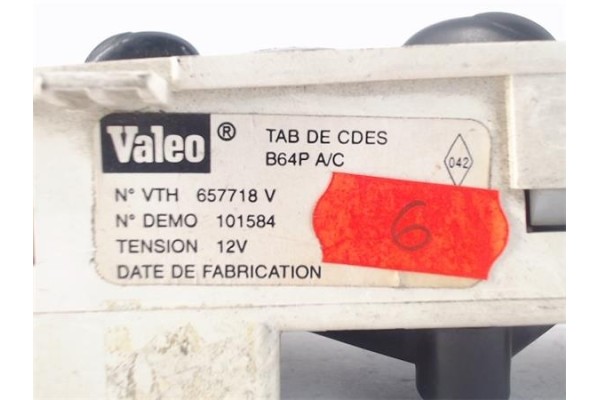 Valeo ® TAB DE CDES
B64P A/C
042
N° VTH 657718 V
N° DEMO 101584
TENSION 12V
DATE DE FABRICATION
6